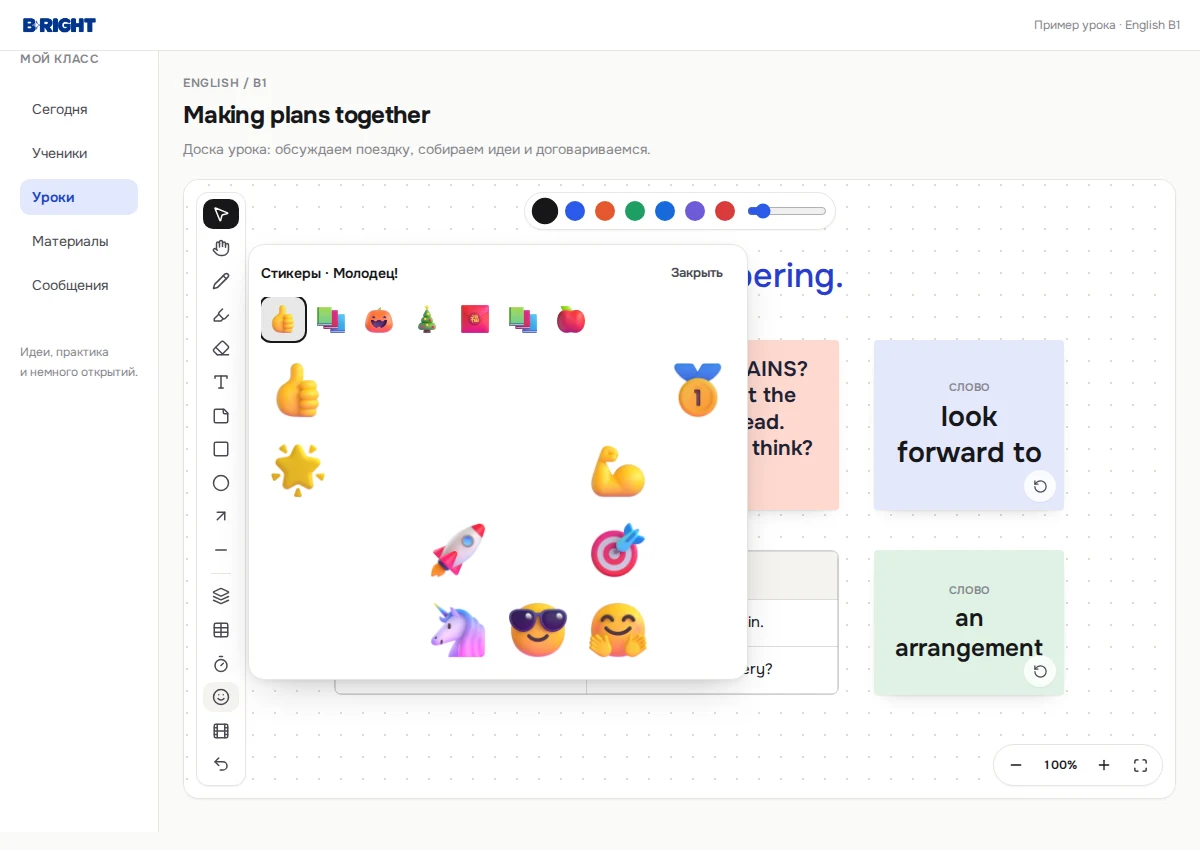 BRIGHT
Пример урока · English B1
МОЙ КЛАСС
Сегодня
Ученики
Уроки
Материалы
Сообщения
Идеи, практика
и немного открытий.
ENGLISH / B1
Making plans together
Доска урока: обсуждаем поездку, собираем идеи и договариваемся.
Стикеры · Молодец!
Закрыть
ering.
AINS?
t the
ead.
think?
СЛОВО
look
forward to
in.
ery?
СЛОВО
an
arrangement
100%